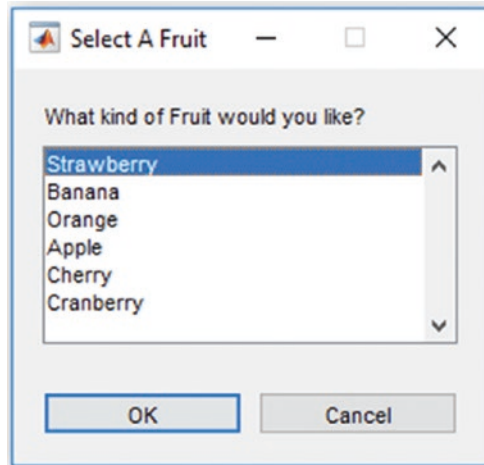 Select A Fruit
What kind of Fruit would you like?
Strawberry
Banana
Orange
Apple
Cherry
Cranberry
OK Cancel